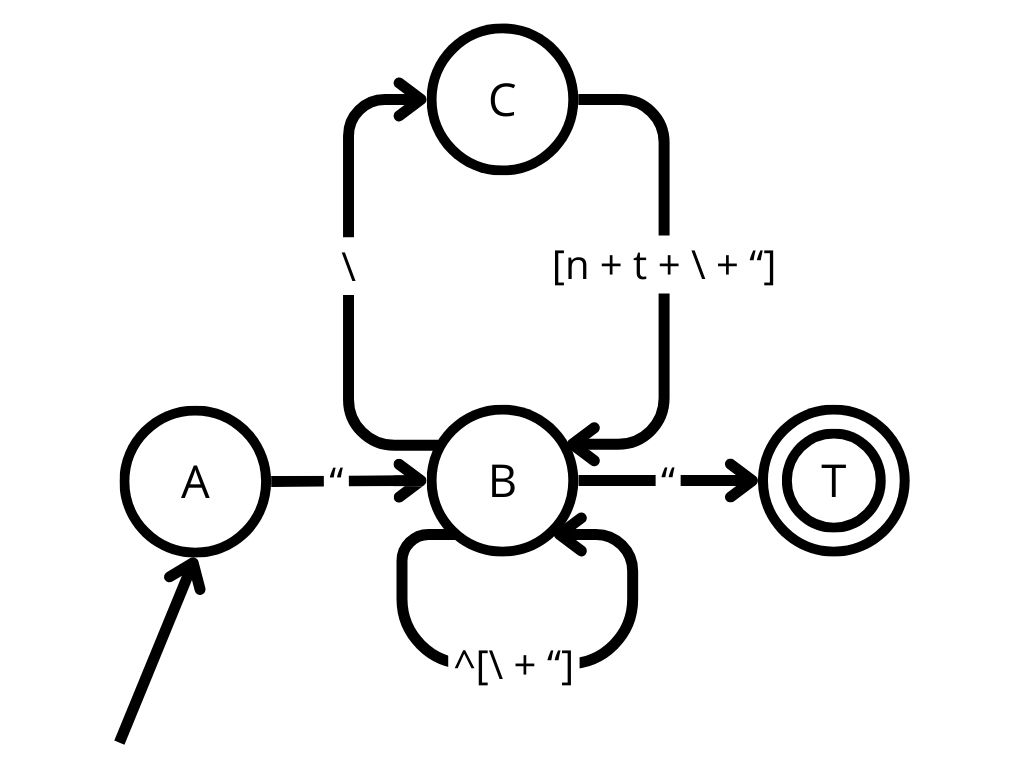 C
\
[n + t + \ + “]
A
“
B
“
T
^[\ + “]